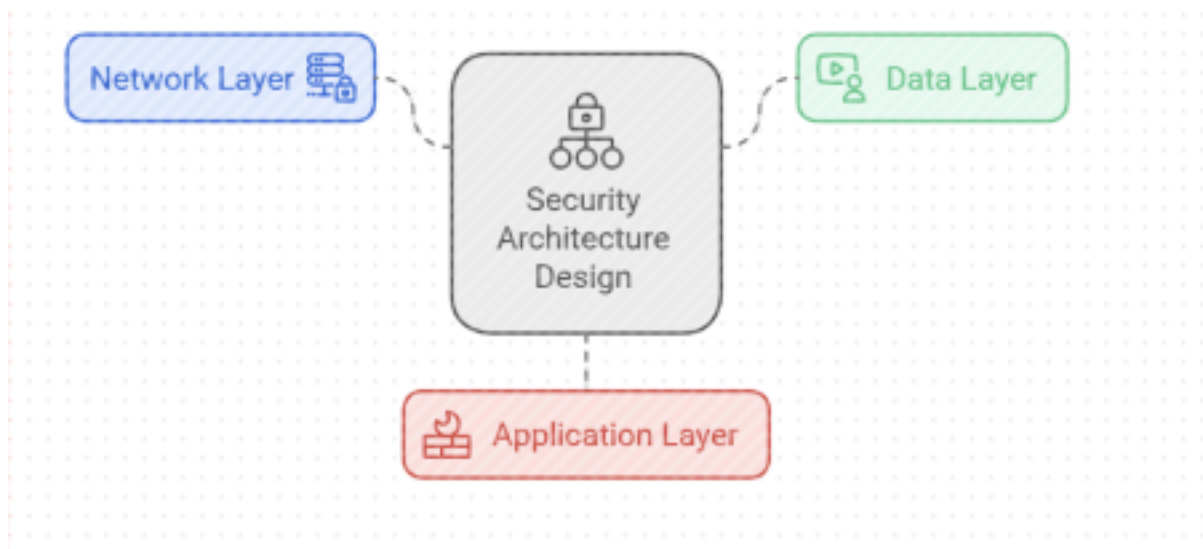 Network Layer
Data Layer
Security
Architecture
Design
Application Layer